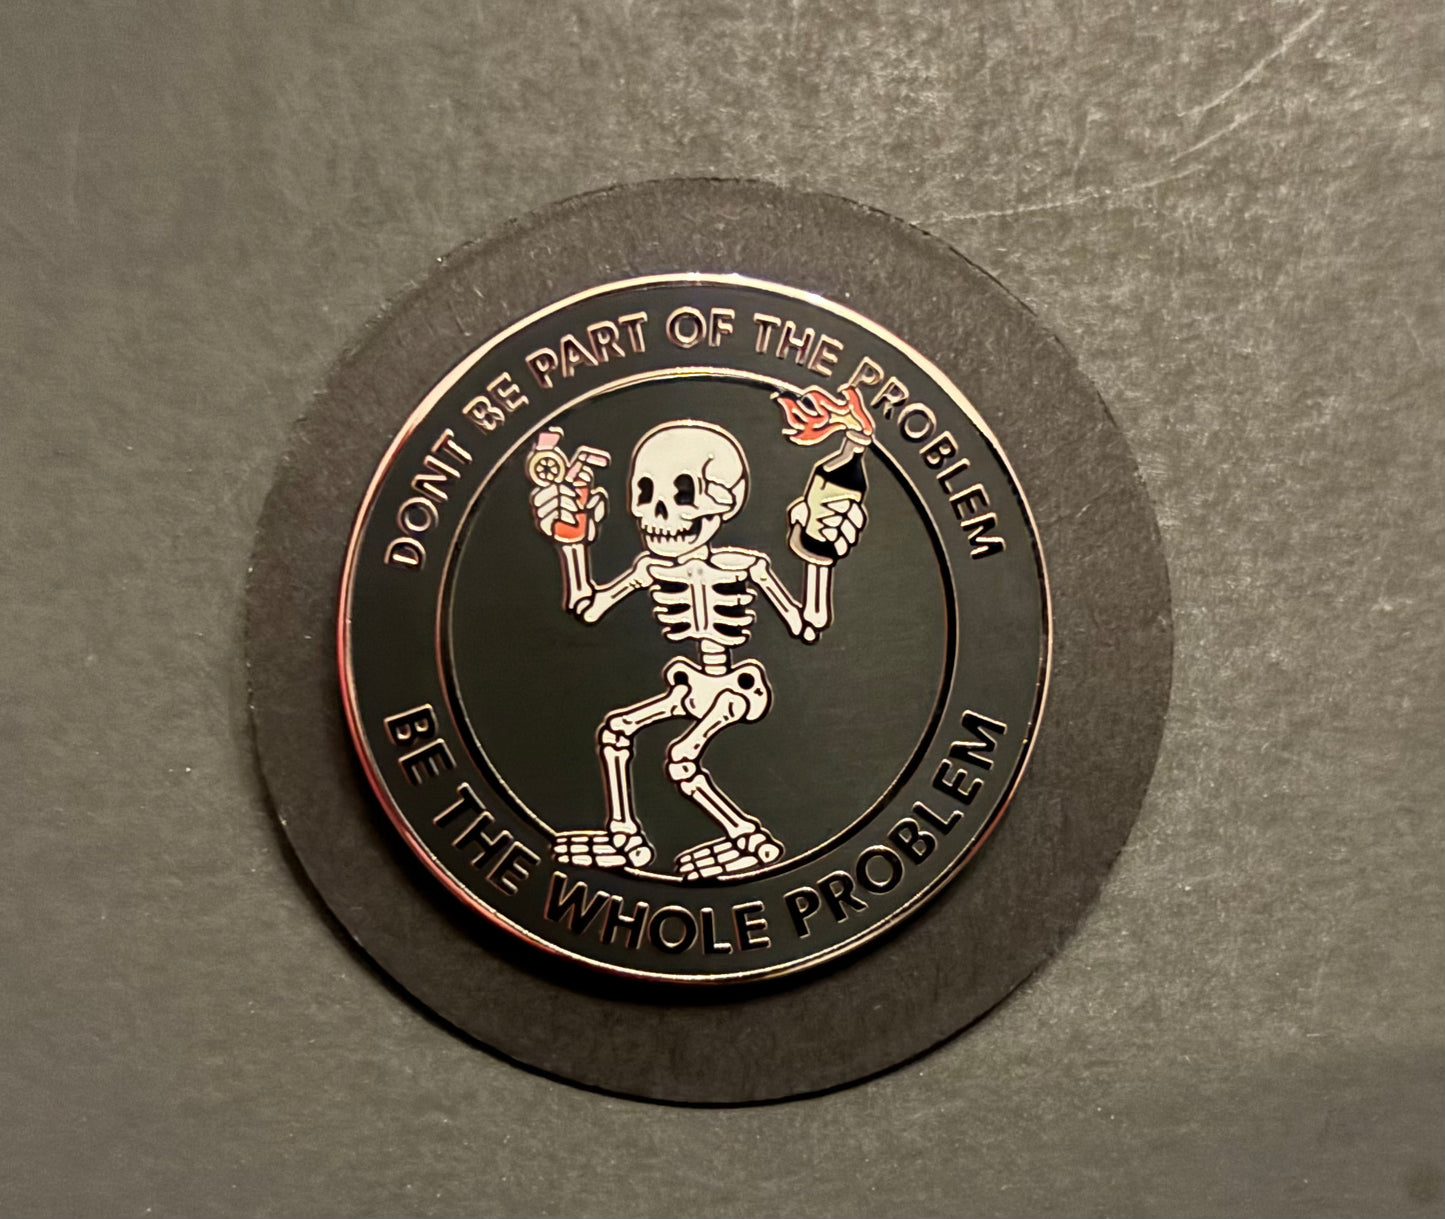 DONT BE PART OF THE PROBLEM
BE THE WHOLE PROBLEM